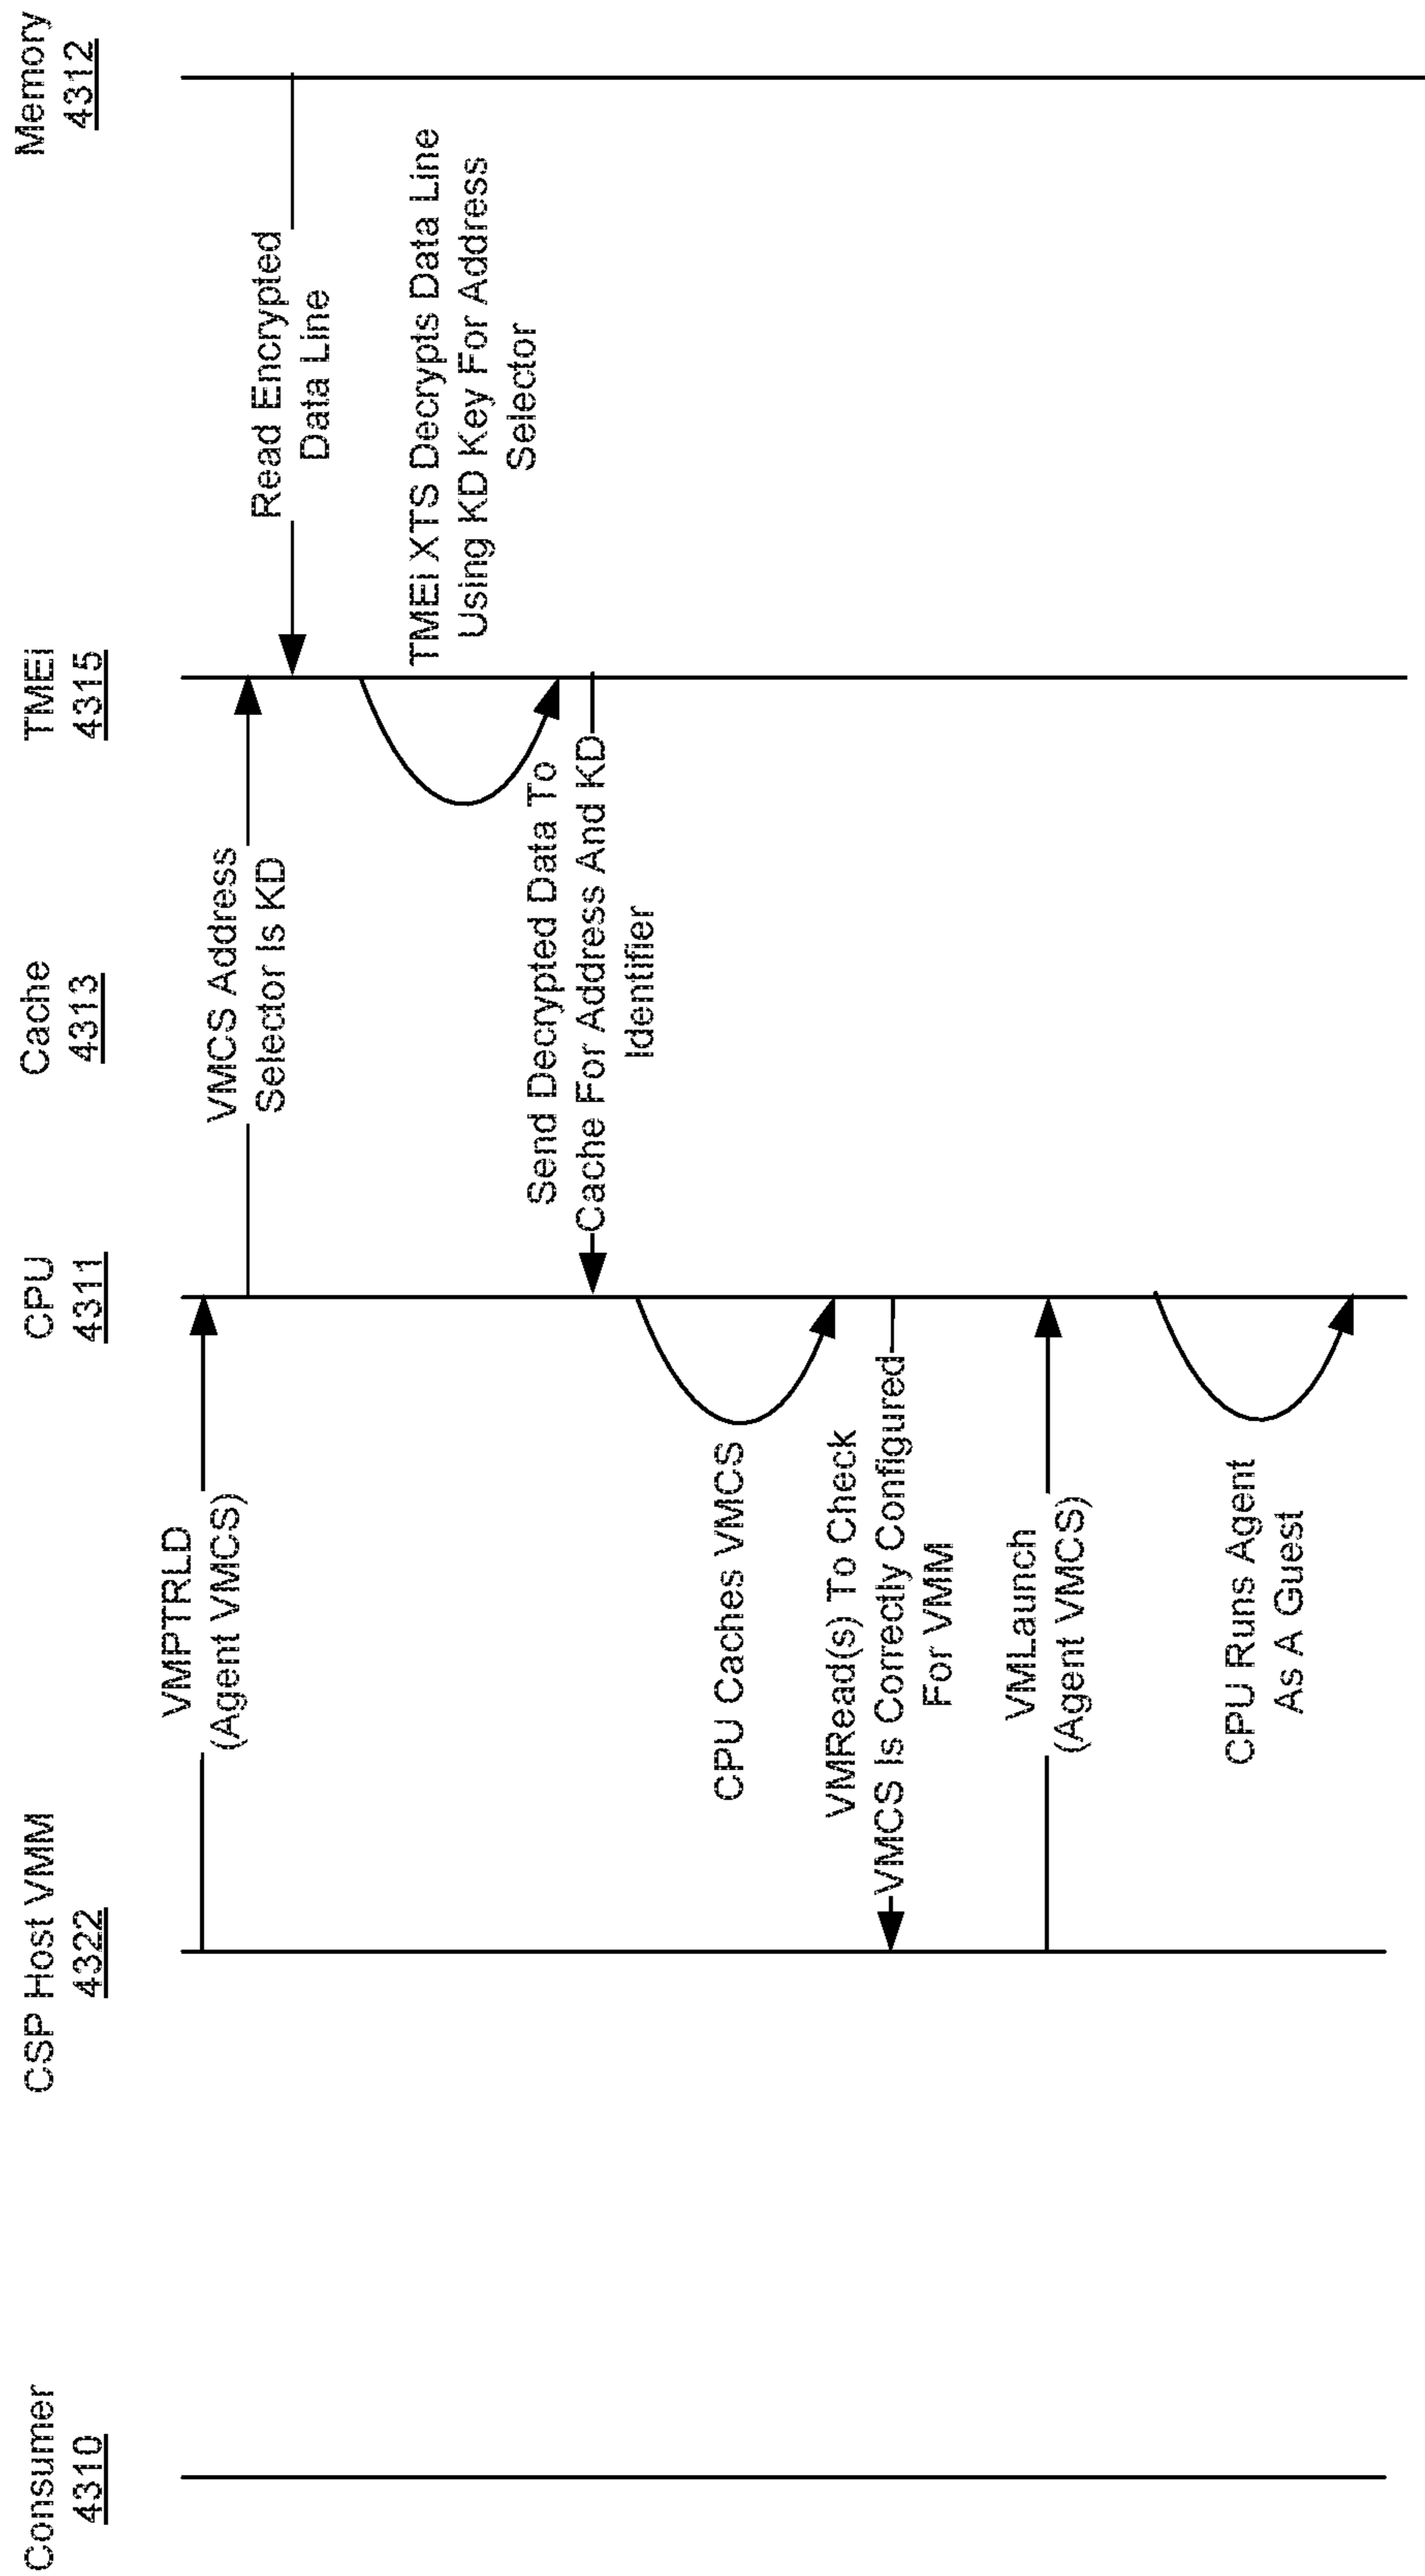 Consumer
4310
CSP Host VMM
4322
CPU
4311
Cache
4313
TMEi
4315
Memory
4312
VMPTRLD
(Agent VMCS)
VMCS Address
Selector Is KD
Read Encrypted
Data Line
TMEi XTS Decrypts Data Line
Using KD Key For Address
Selector
Send Decrypted Data To
Cache For Address And KD
Identifier
CPU Caches VMCS
VMRead(s) To Check
VMCS Is Correctly Configured
For VMM
VMLaunch
(Agent VMCS)
CPU Runs Agent
As A Guest